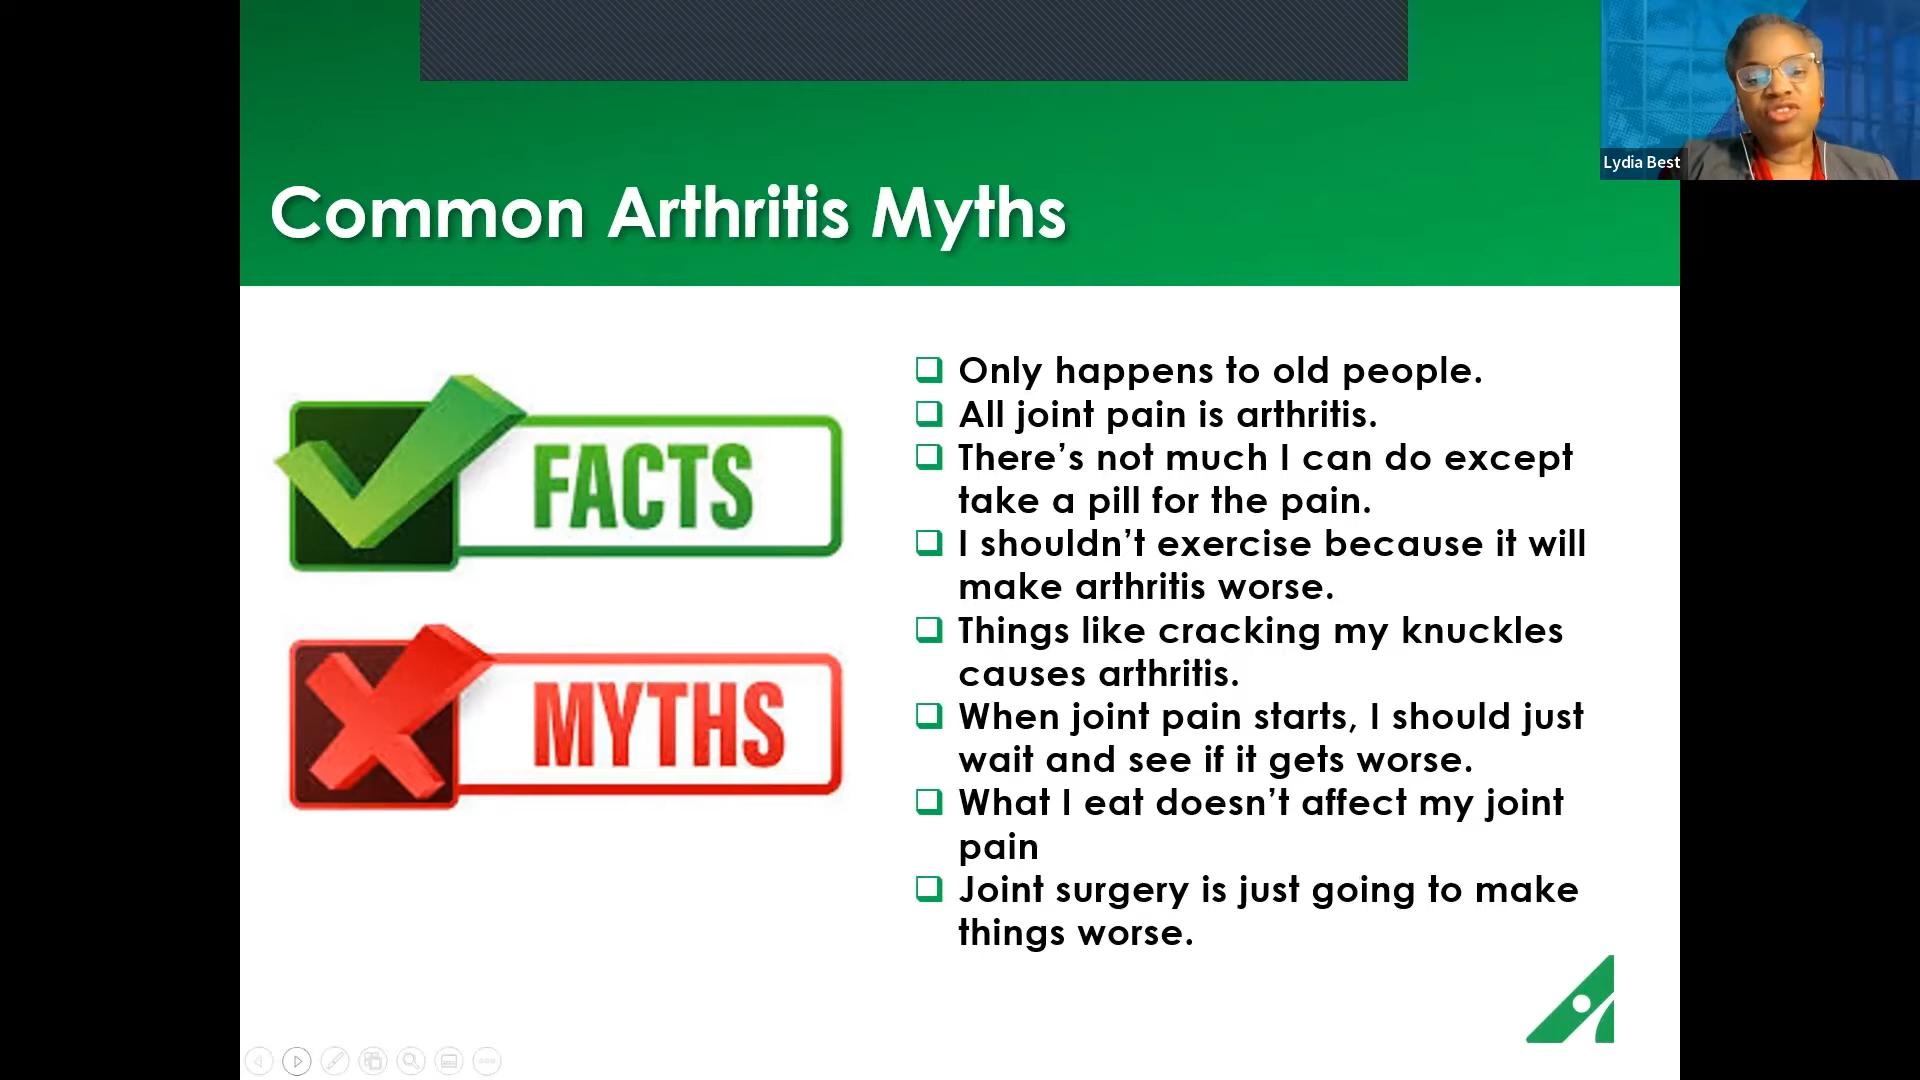 Lydia Best
Common Arthritis Myths
FACTS
MYTHS
Only happens to old people.
All joint pain is arthritis.
There’s not much I can do except
take a pill for the pain.
I shouldn’t exercise because it will
make arthritis worse.
Things like cracking my knuckles
causes arthritis.
When joint pain starts, I should just
wait and see if it gets worse.
What I eat doesn’t affect my joint
pain
Joint surgery is just going to make
things worse.